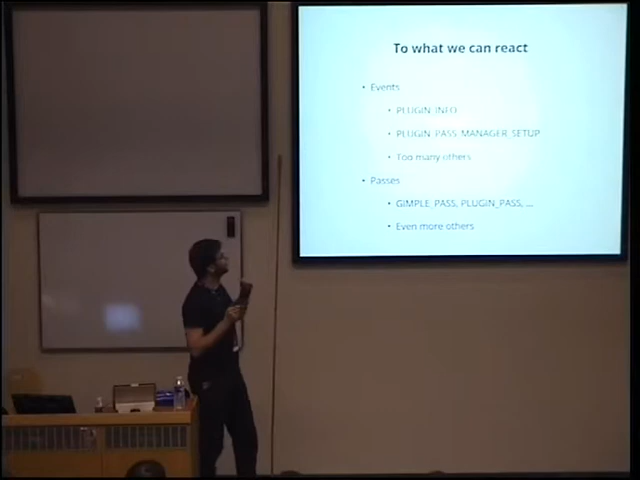 To what we can react
• Events
• PLUGIN_INFO
• PLUGIN_PASS_MANAGER_SETUP
• Too many others
• Passes
• GIMPLE_PASS, PLUGIN_PASS, ...
• Even more others